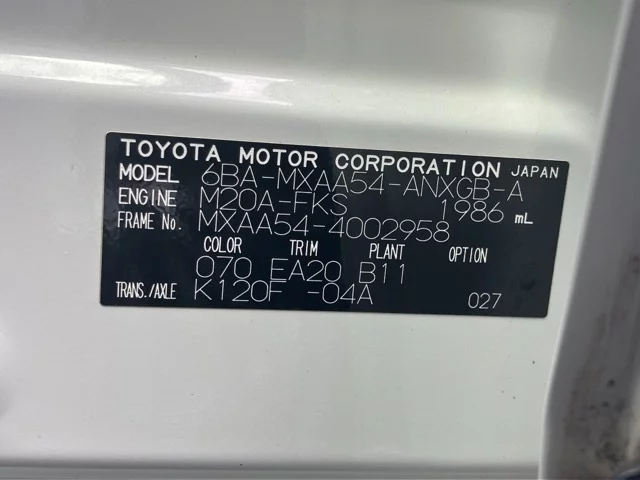 TOYOTA MOTOR CORPORATION JAPAN
MODEL 6BA-MXAA54-ANXGB-A
ENGINE M20A-FKS 1986 mL
FRAME No. MXAA54-4002958
COLOR TRIM PLANT OPTION
070 EA20 B11
TRANS./AXLE K120F -04A 027